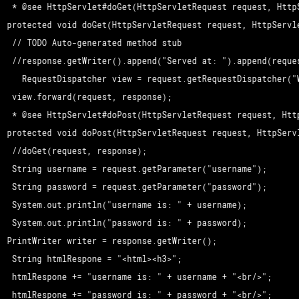 * @see HttpServlet#doGet(HttpServletRequest request, HttpS
protected void doGet(HttpServletRequest request, HttpServle
// TODO Auto-generated method stub
//response.getWriter().append("Served at: ").append(reques
RequestDispatcher view = request.getRequestDispatcher("W
view.forward(request, response);
* @see HttpServlet#doPost(HttpServletRequest request, Http
protected void doPost(HttpServletRequest request, HttpServl
//doGet(request, response);
String username = request.getParameter("username");
String password = request.getParameter("password");
System.out.println("username is: " + username);
System.out.println("password is: " + password);
PrintWriter writer = response.getWriter();
String htmlRespone = "<html><h3>";
htmlRespone += "username is: " + username + "<br/>";
htmlRespone += "password is: " + password + "<br/>";